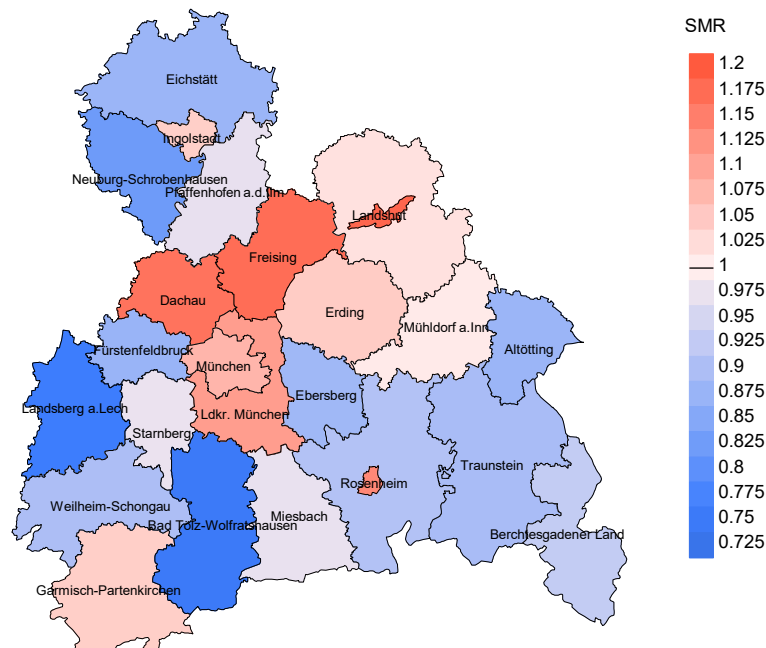 SMR
1.2
1.175
1.15
1.125
1.1
1.075
1.05
1.025
1
0.975
0.95
0.925
0.9
0.875
0.85
0.825
0.8
0.775
0.75
0.725
Eichstätt
Ingolstadt
Neuburg-Schrobenhausen
Pfaffenhofen a.d.Ilm
Landshut
Freising
Dachau
Erding
Mühldorf a.Inn
Altötting
Fürstenfeldbruck
München
Ebersberg
Landsberg a.Lech
Ldkr. München
Starnberg
Traunstein
Rosenheim
Weilheim-Schongau
Miesbach
Bad Tölz-Wolfratshausen
Berchtesgadener Land
Garmisch-Partenkirchen